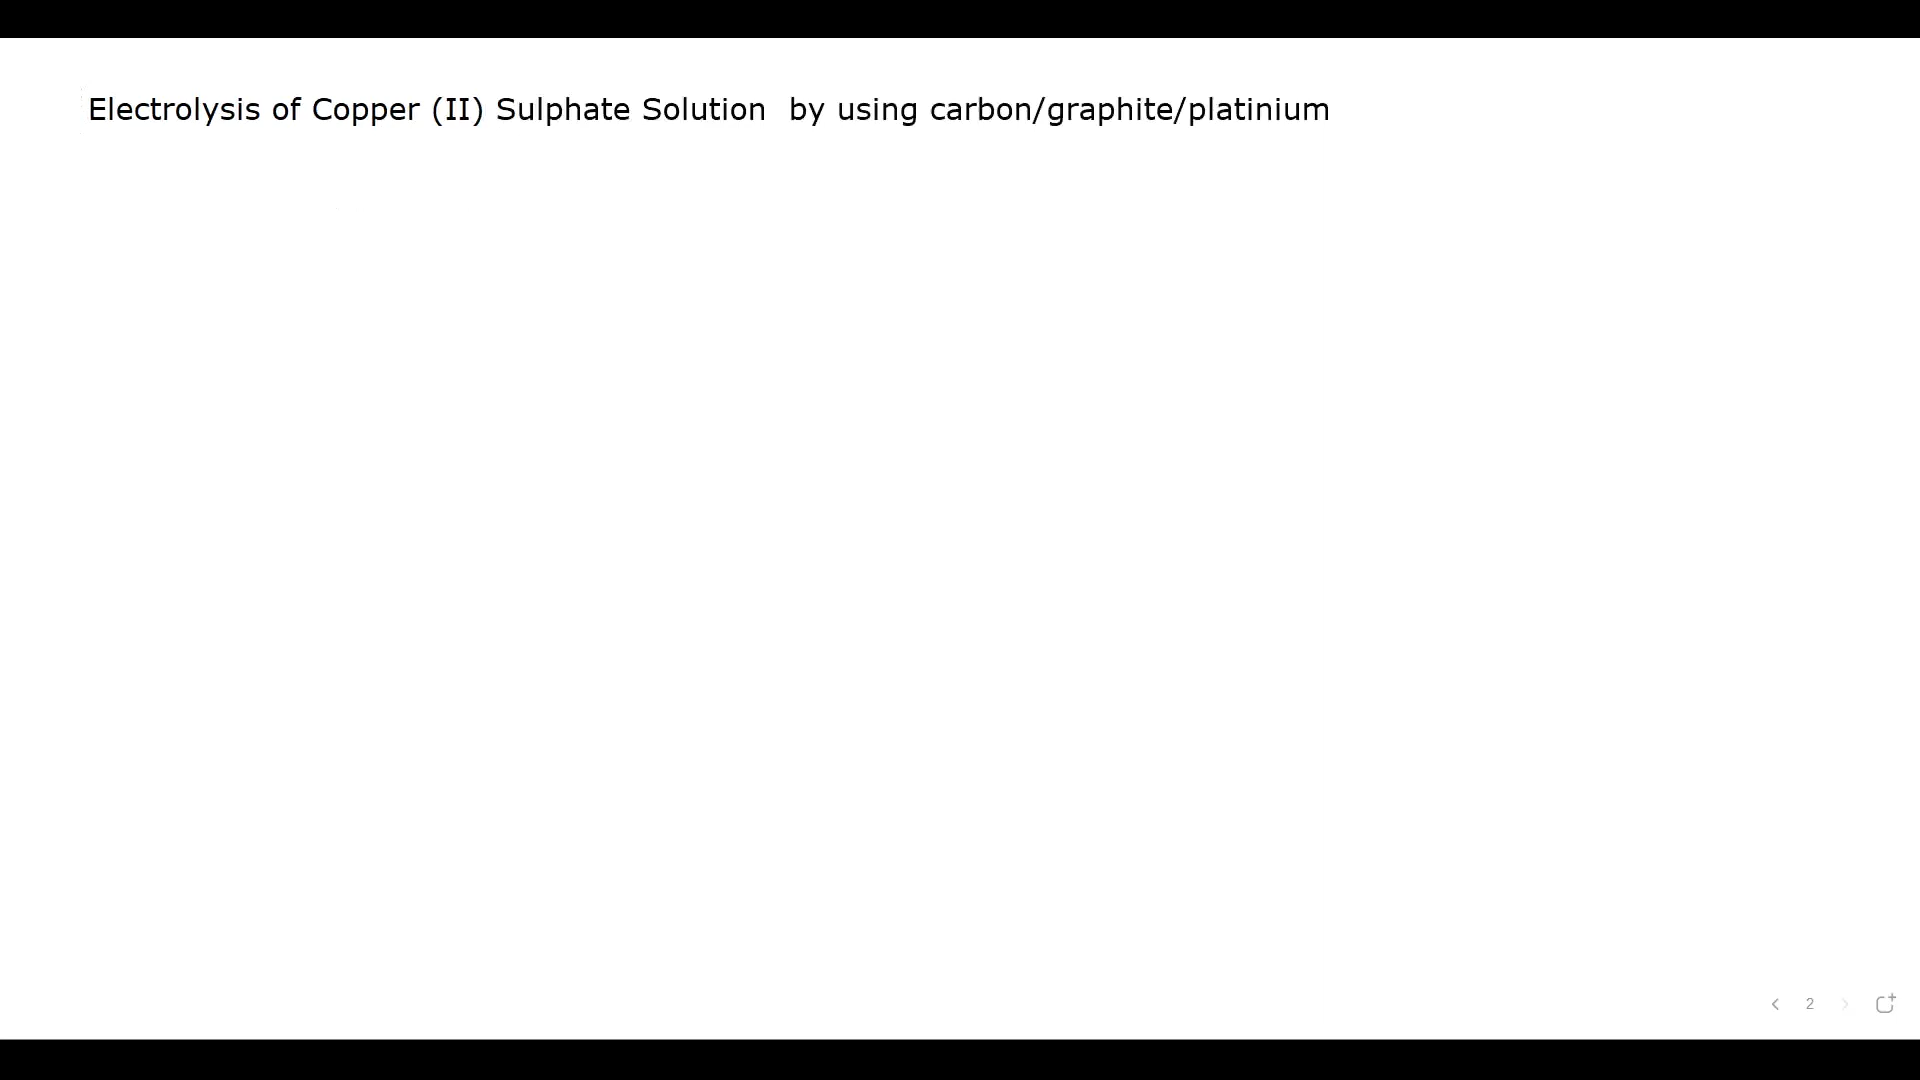 Electrolysis of Copper (II) Sulphate Solution  by using carbon/graphite/platinium
2